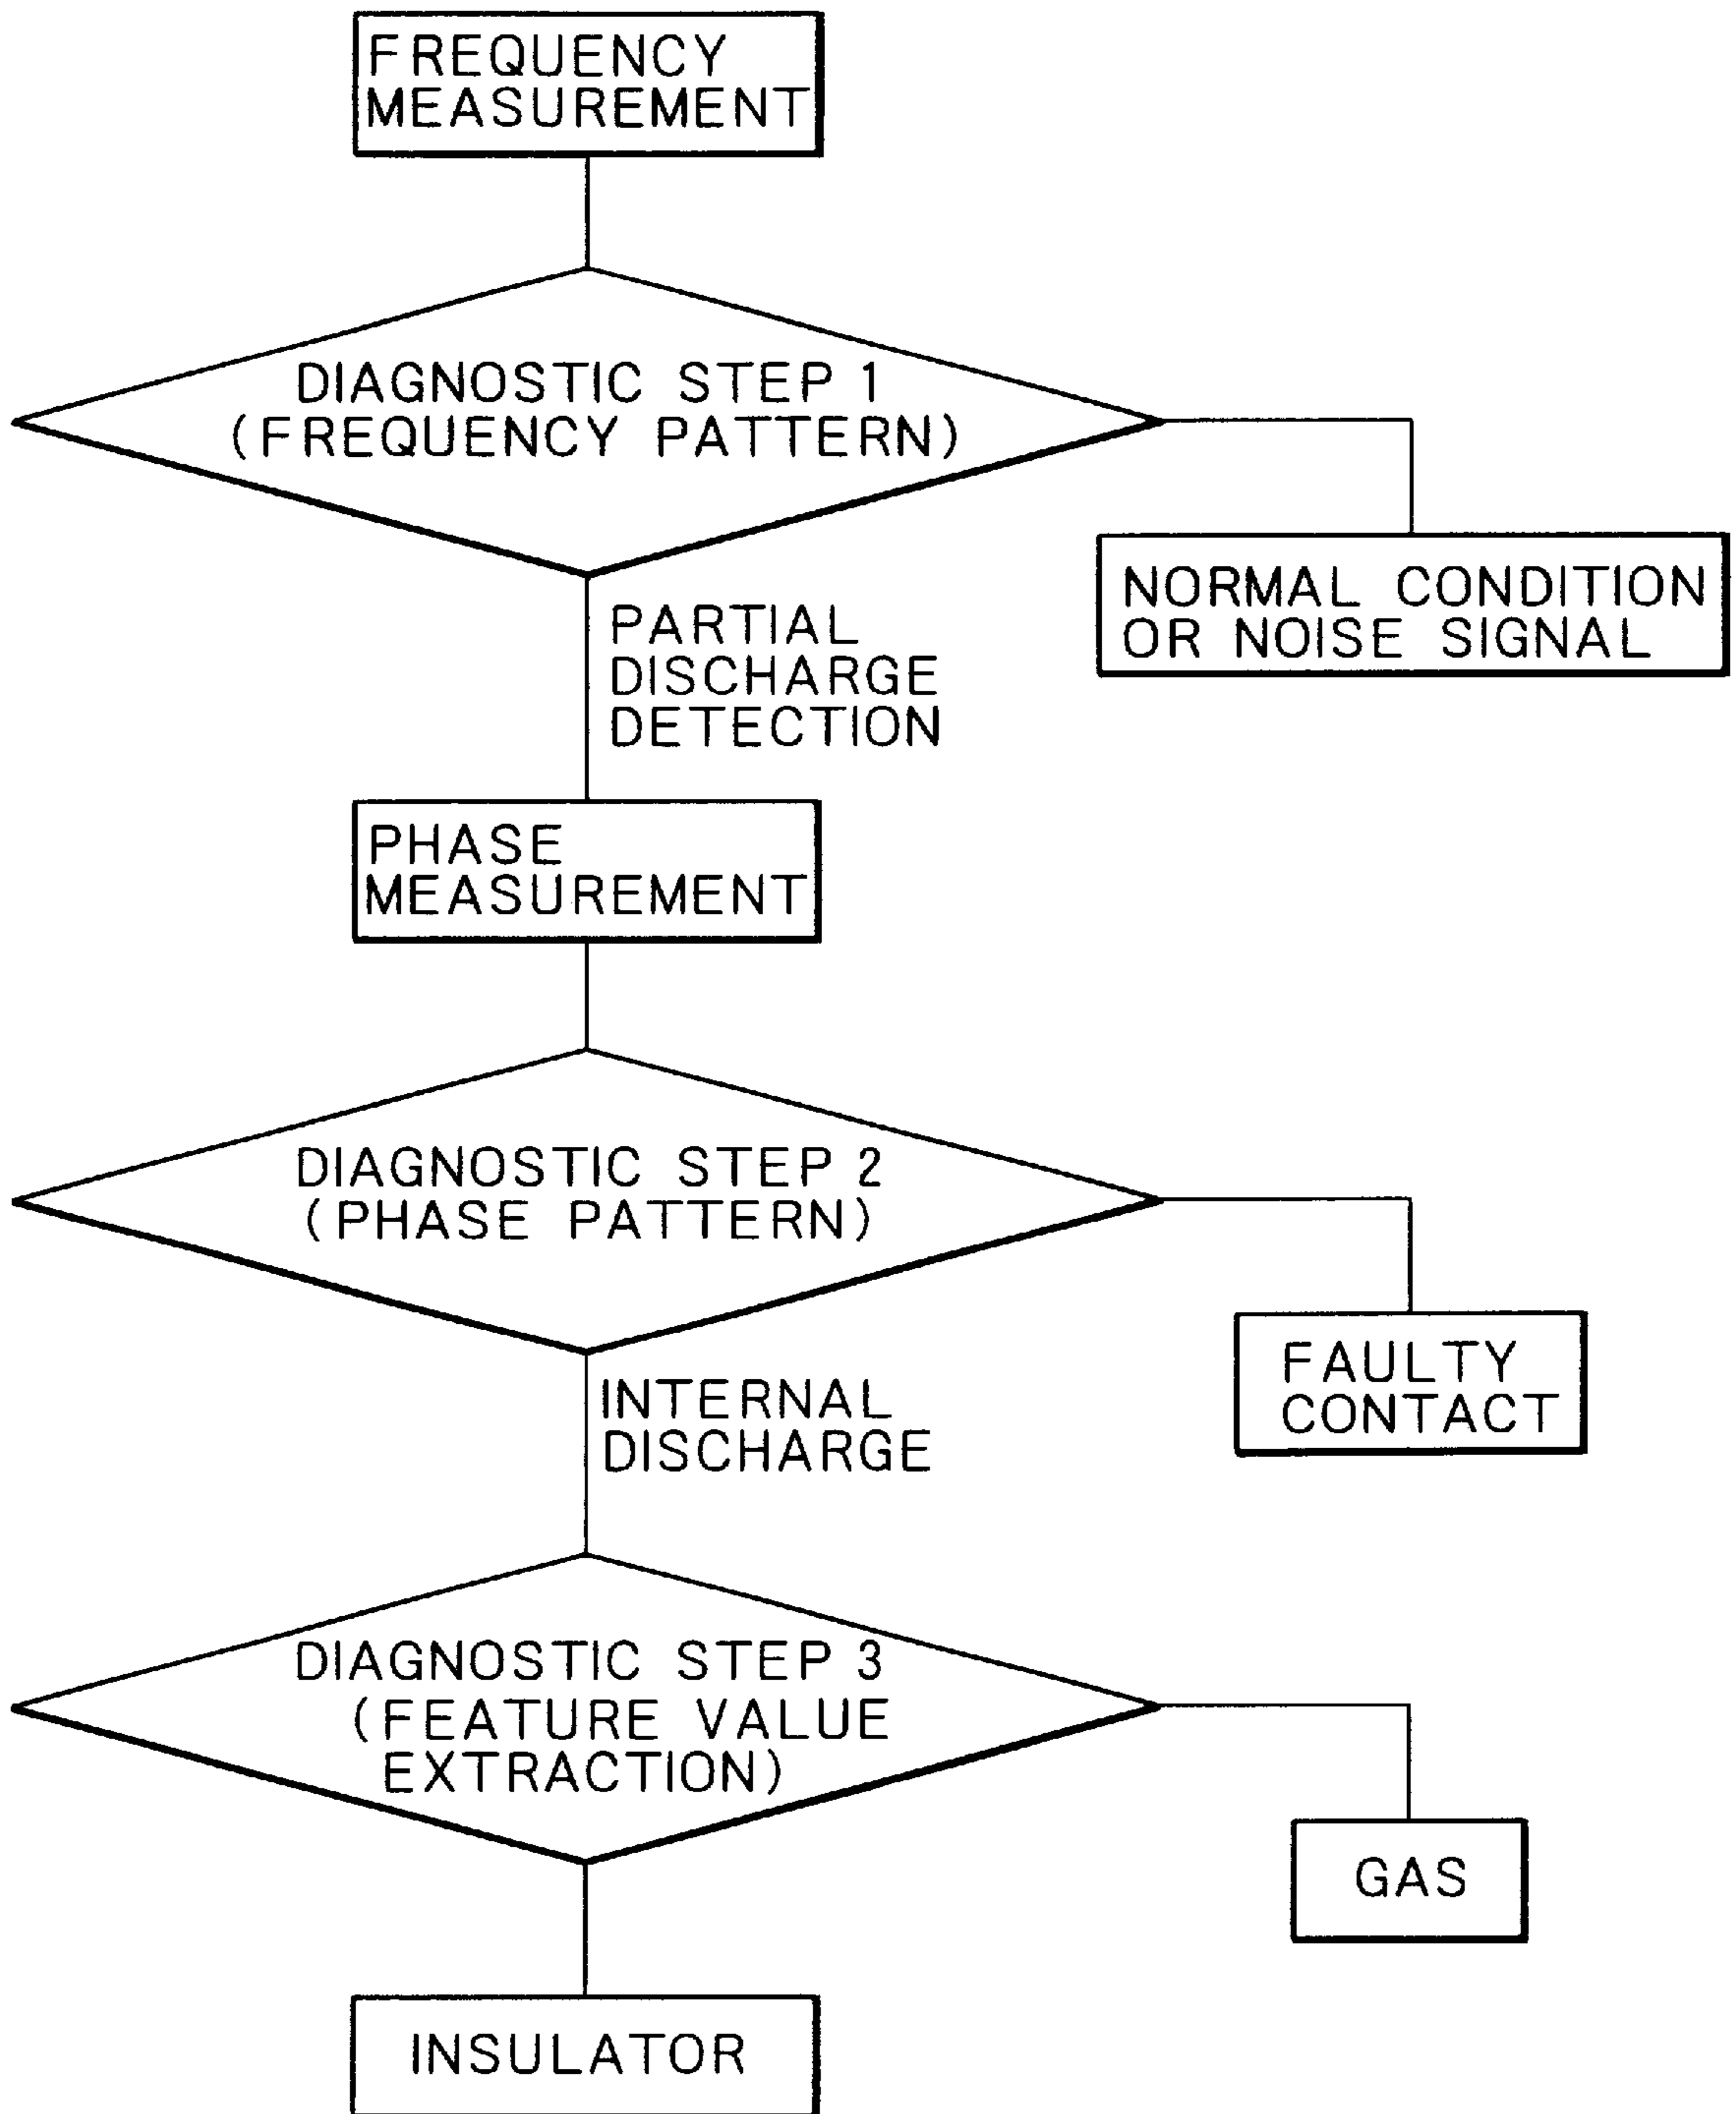 FREQUENCY
MEASUREMENT
DIAGNOSTIC STEP 1
(FREQUENCY PATTERN)
NORMAL CONDITION
OR NOISE SIGNAL
PARTIAL
DISCHARGE
DETECTION
PHASE
MEASUREMENT
DIAGNOSTIC STEP 2
(PHASE PATTERN)
FAULTY
CONTACT
INTERNAL
DISCHARGE
DIAGNOSTIC STEP 3
(FEATURE VALUE
EXTRACTION)
GAS
INSULATOR